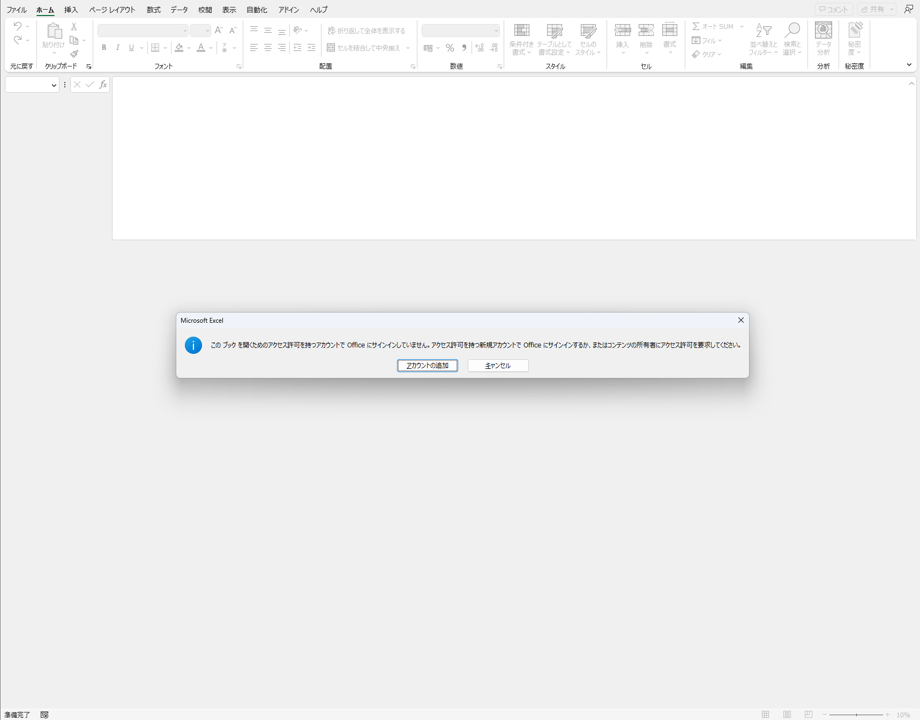 ファイル ホーム 挿入 ページ レイアウト 数式 データ 校閲 表示 自動化 アドイン ヘルプ コメント 共有
貼り付け
B I U A
折り返して全体を表示する
セルを結合して中央揃え
%
条件付き書式
テーブルとして書式設定
セルのスタイル
挿入 削除 書式
Σ オート SUM
フィル
クリア
並べ替えとフィルター
検索と選択
データ分析
秘密度
元に戻す クリップボード フォント 配置 数値 スタイル セル 編集 分析 秘密度
fx
Microsoft Excel
この ブック を開くためのアクセス許可を持つアカウントで Office にサインインしていません。アクセス許可を持つ新規アカウントで Office にサインインするか、またはコンテンツの所有者にアクセス許可を要求してください。
アカウントの追加 キャンセル
準備完了 10%